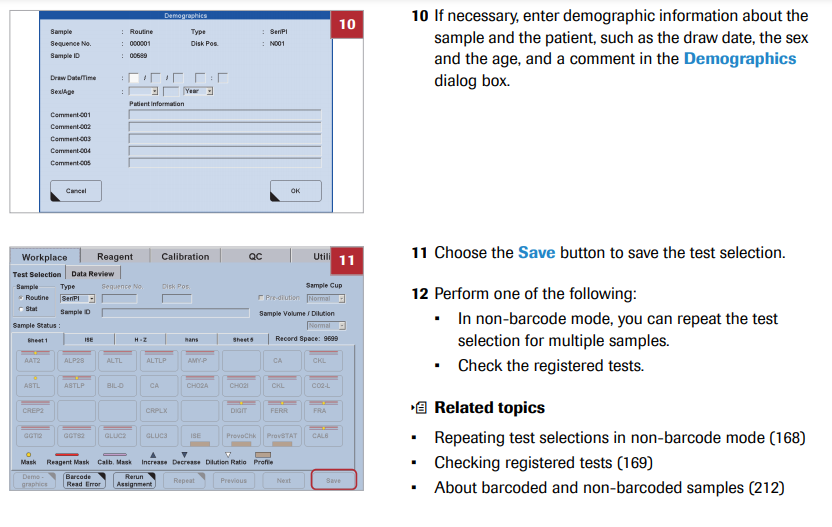 Demographics
10
Sample : Routine Type : Ser/Pl
Sequence No. : 000001 Disk Pos. : N001
Sample ID : 00589
Draw Date/Time : / / :
Sex/Age : Year
Patient Information
Comment-001
Comment-002
Comment-003
Comment-004
Comment-005
Cancel OK
10 If necessary, enter demographic information about the
sample and the patient, such as the draw date, the sex
and the age, and a comment in the Demographics
dialog box.
Workplace Reagent Calibration QC Utili
11
Test Selection Data Review
Sample Type Sequence No Disk Pos. Sample Cup
Routine Ser/Pl Pre-dilution Normal
Stat Sample ID Sample Volume / Dilution
Sample Status : Normal
Sheet 1 ISE H - Z hans Sheet 5 Record Space: 9699
AAT2 ALP2S ALTL ALTLP AMY-P CA CKL
ASTL ASTLP BIL-D CA CHO2A CHO2I CKL CO2-L
CREP2 CRPLX DIGIT FERR FRA
GGTI2 GGTS2 GLUC2 GLUC3 ISE ProvoChk ProvSTAT CAL6
Mask Reagent Mask Calib. Mask Increase Decrease Dilution Ratio Profile
Demo - graphics Barcode Read Error Rerun Assignment Repeat Previous Next Save
11 Choose the Save button to save the test selection.
12 Perform one of the following:
▪ In non-barcode mode, you can repeat the test
selection for multiple samples.
▪ Check the registered tests.
Related topics
▪ Repeating test selections in non-barcode mode (168)
▪ Checking registered tests (169)
▪ About barcoded and non-barcoded samples (212)